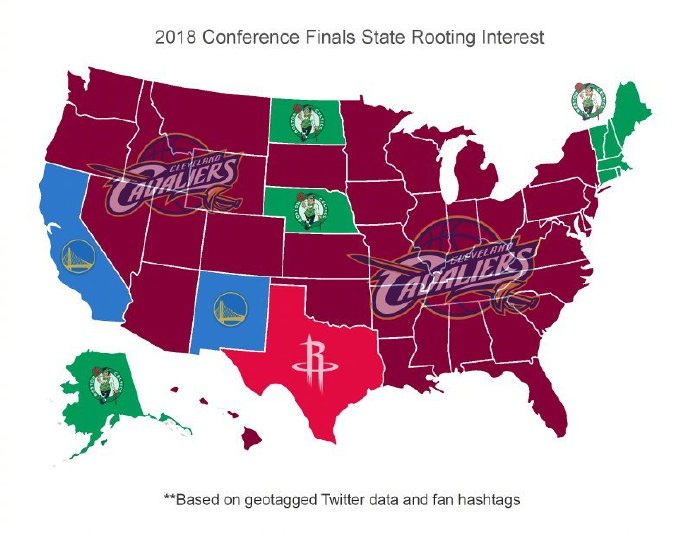 2018 Conference Finals State Rooting Interest
CLEVELAND
CAVALIERS
CLEVELAND
CAVALIERS
R
**Based on geotagged Twitter data and fan hashtags